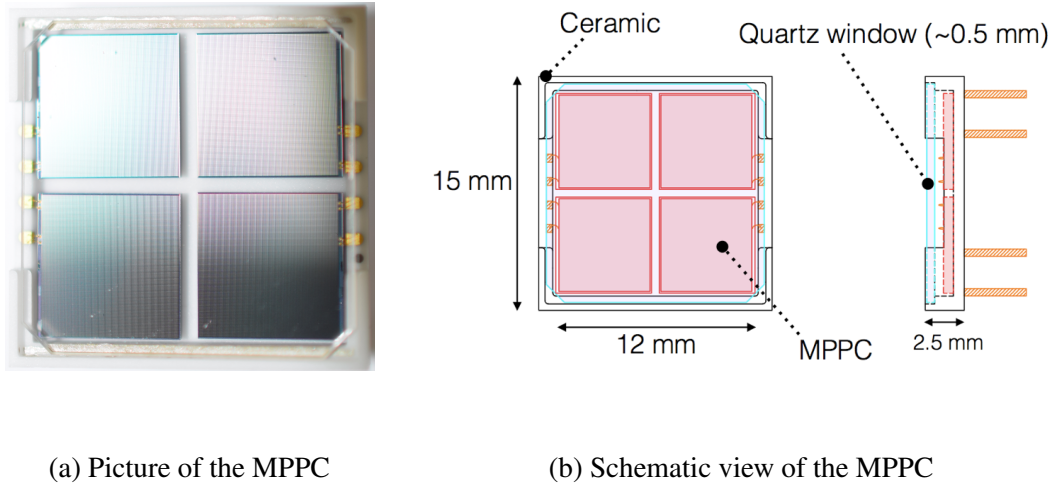 Ceramic
Quartz window (~0.5 mm)
15 mm
12 mm
MPPC
2.5 mm
(a) Picture of the MPPC
(b) Schematic view of the MPPC